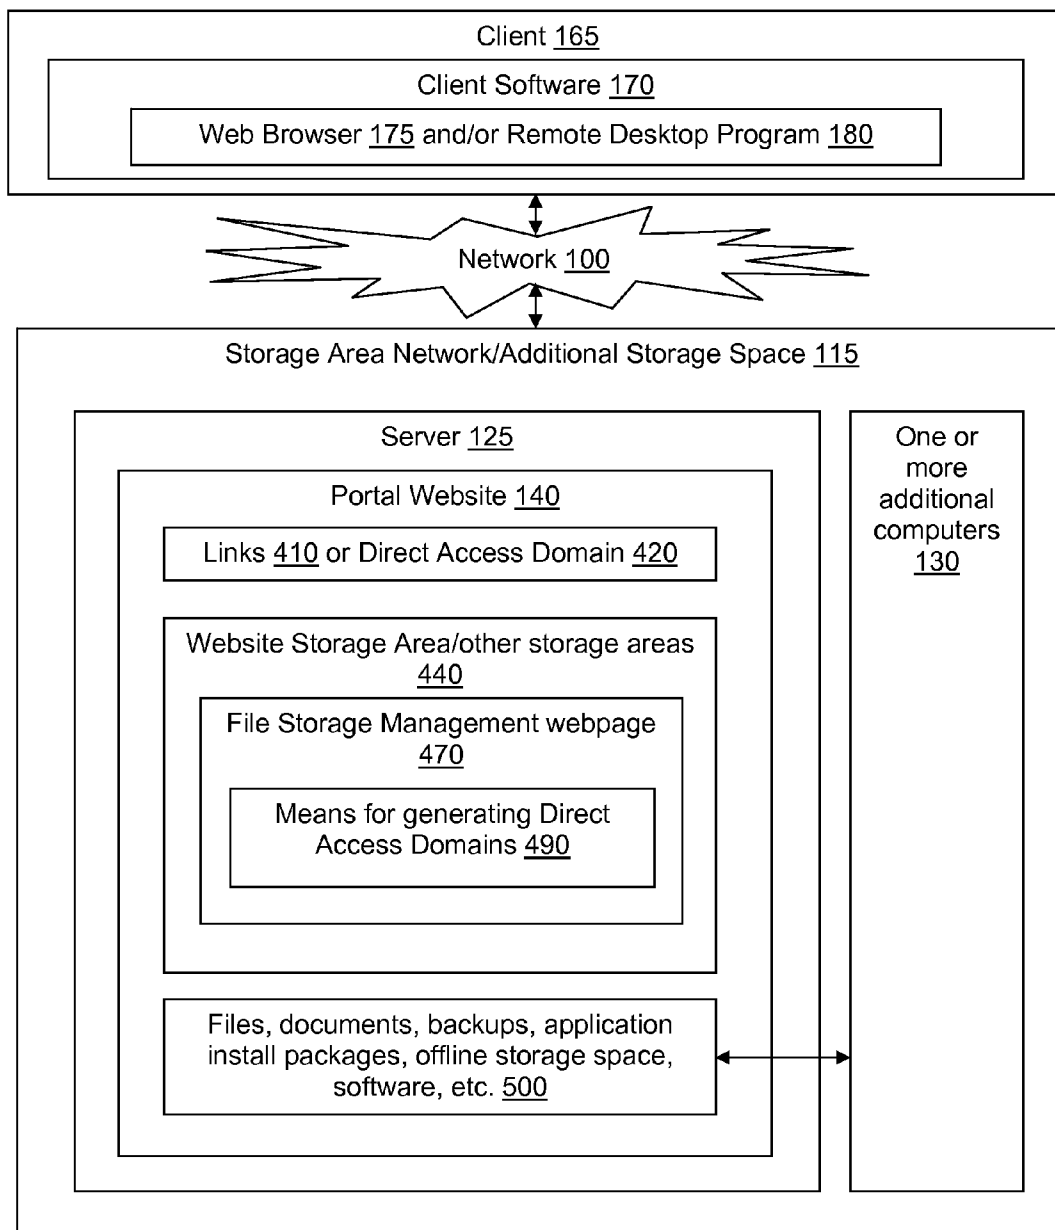 Client 165
Client Software 170
Web Browser 175 and/or Remote Desktop Program 180
Network 100
Storage Area Network/Additional Storage Space 115
Server 125
Portal Website 140
Links 410 or Direct Access Domain 420
Website Storage Area/other storage areas
440
File Storage Management webpage
470
Means for generating Direct
Access Domains 490
Files, documents, backups, application
install packages, offline storage space,
software, etc. 500
One or
more
additional
computers
130